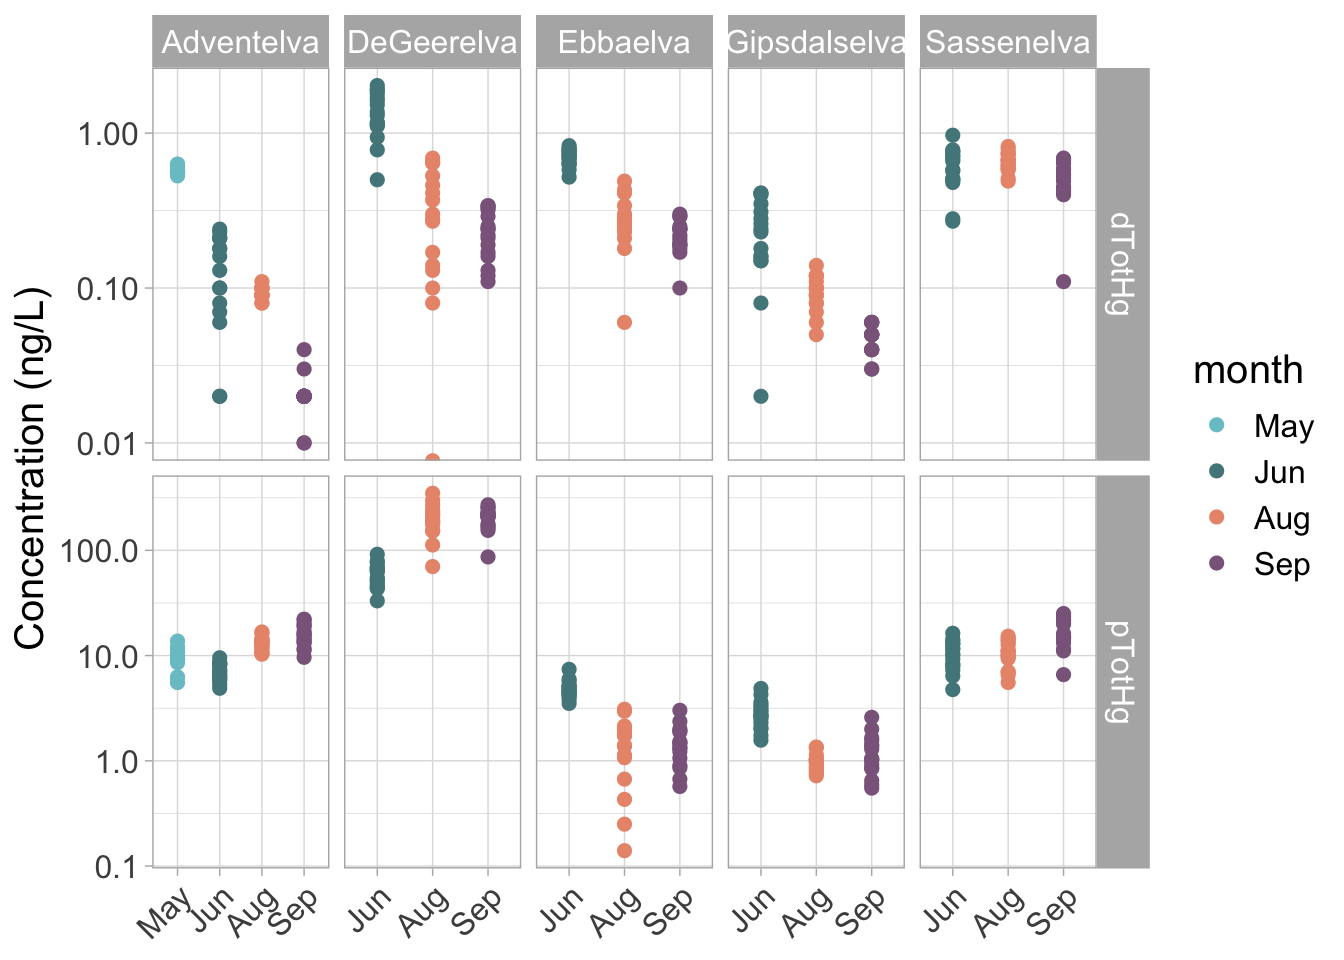 Adventelva DeGeerelva Ebbaelva Gipsdalselva Sassenelva
1.00
0.10
0.01
dTotHg
100.0
10.0
1.0
0.1
pTotHg
Concentration (ng/L)
May Jun Aug Sep Jun Aug Sep Jun Aug Sep Jun Aug Sep Jun Aug Sep
month
May
Jun
Aug
Sep